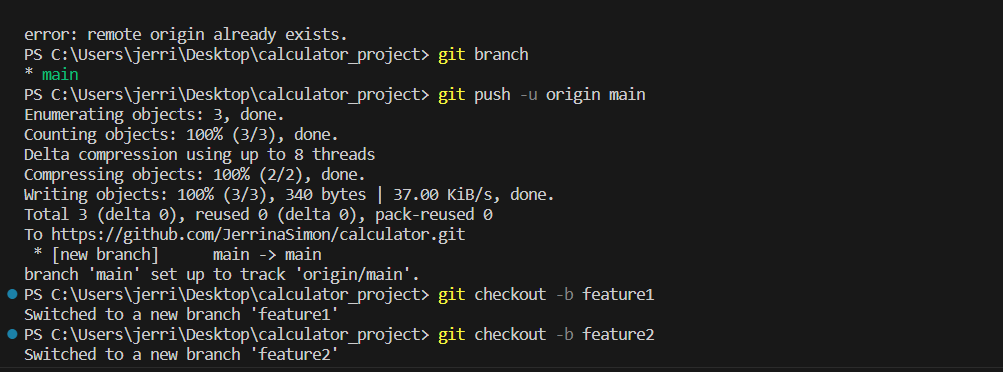 error: remote origin already exists.
PS C:\Users\jerri\Desktop\calculator_project> git branch
* main
PS C:\Users\jerri\Desktop\calculator_project> git push -u origin main
Enumerating objects: 3, done.
Counting objects: 100% (3/3), done.
Delta compression using up to 8 threads
Compressing objects: 100% (2/2), done.
Writing objects: 100% (3/3), 340 bytes | 37.00 KiB/s, done.
Total 3 (delta 0), reused 0 (delta 0), pack-reused 0
To https://github.com/JerrinaSimon/calculator.git
 * [new branch]      main -> main
branch 'main' set up to track 'origin/main'.
PS C:\Users\jerri\Desktop\calculator_project> git checkout -b feature1
Switched to a new branch 'feature1'
PS C:\Users\jerri\Desktop\calculator_project> git checkout -b feature2
Switched to a new branch 'feature2'